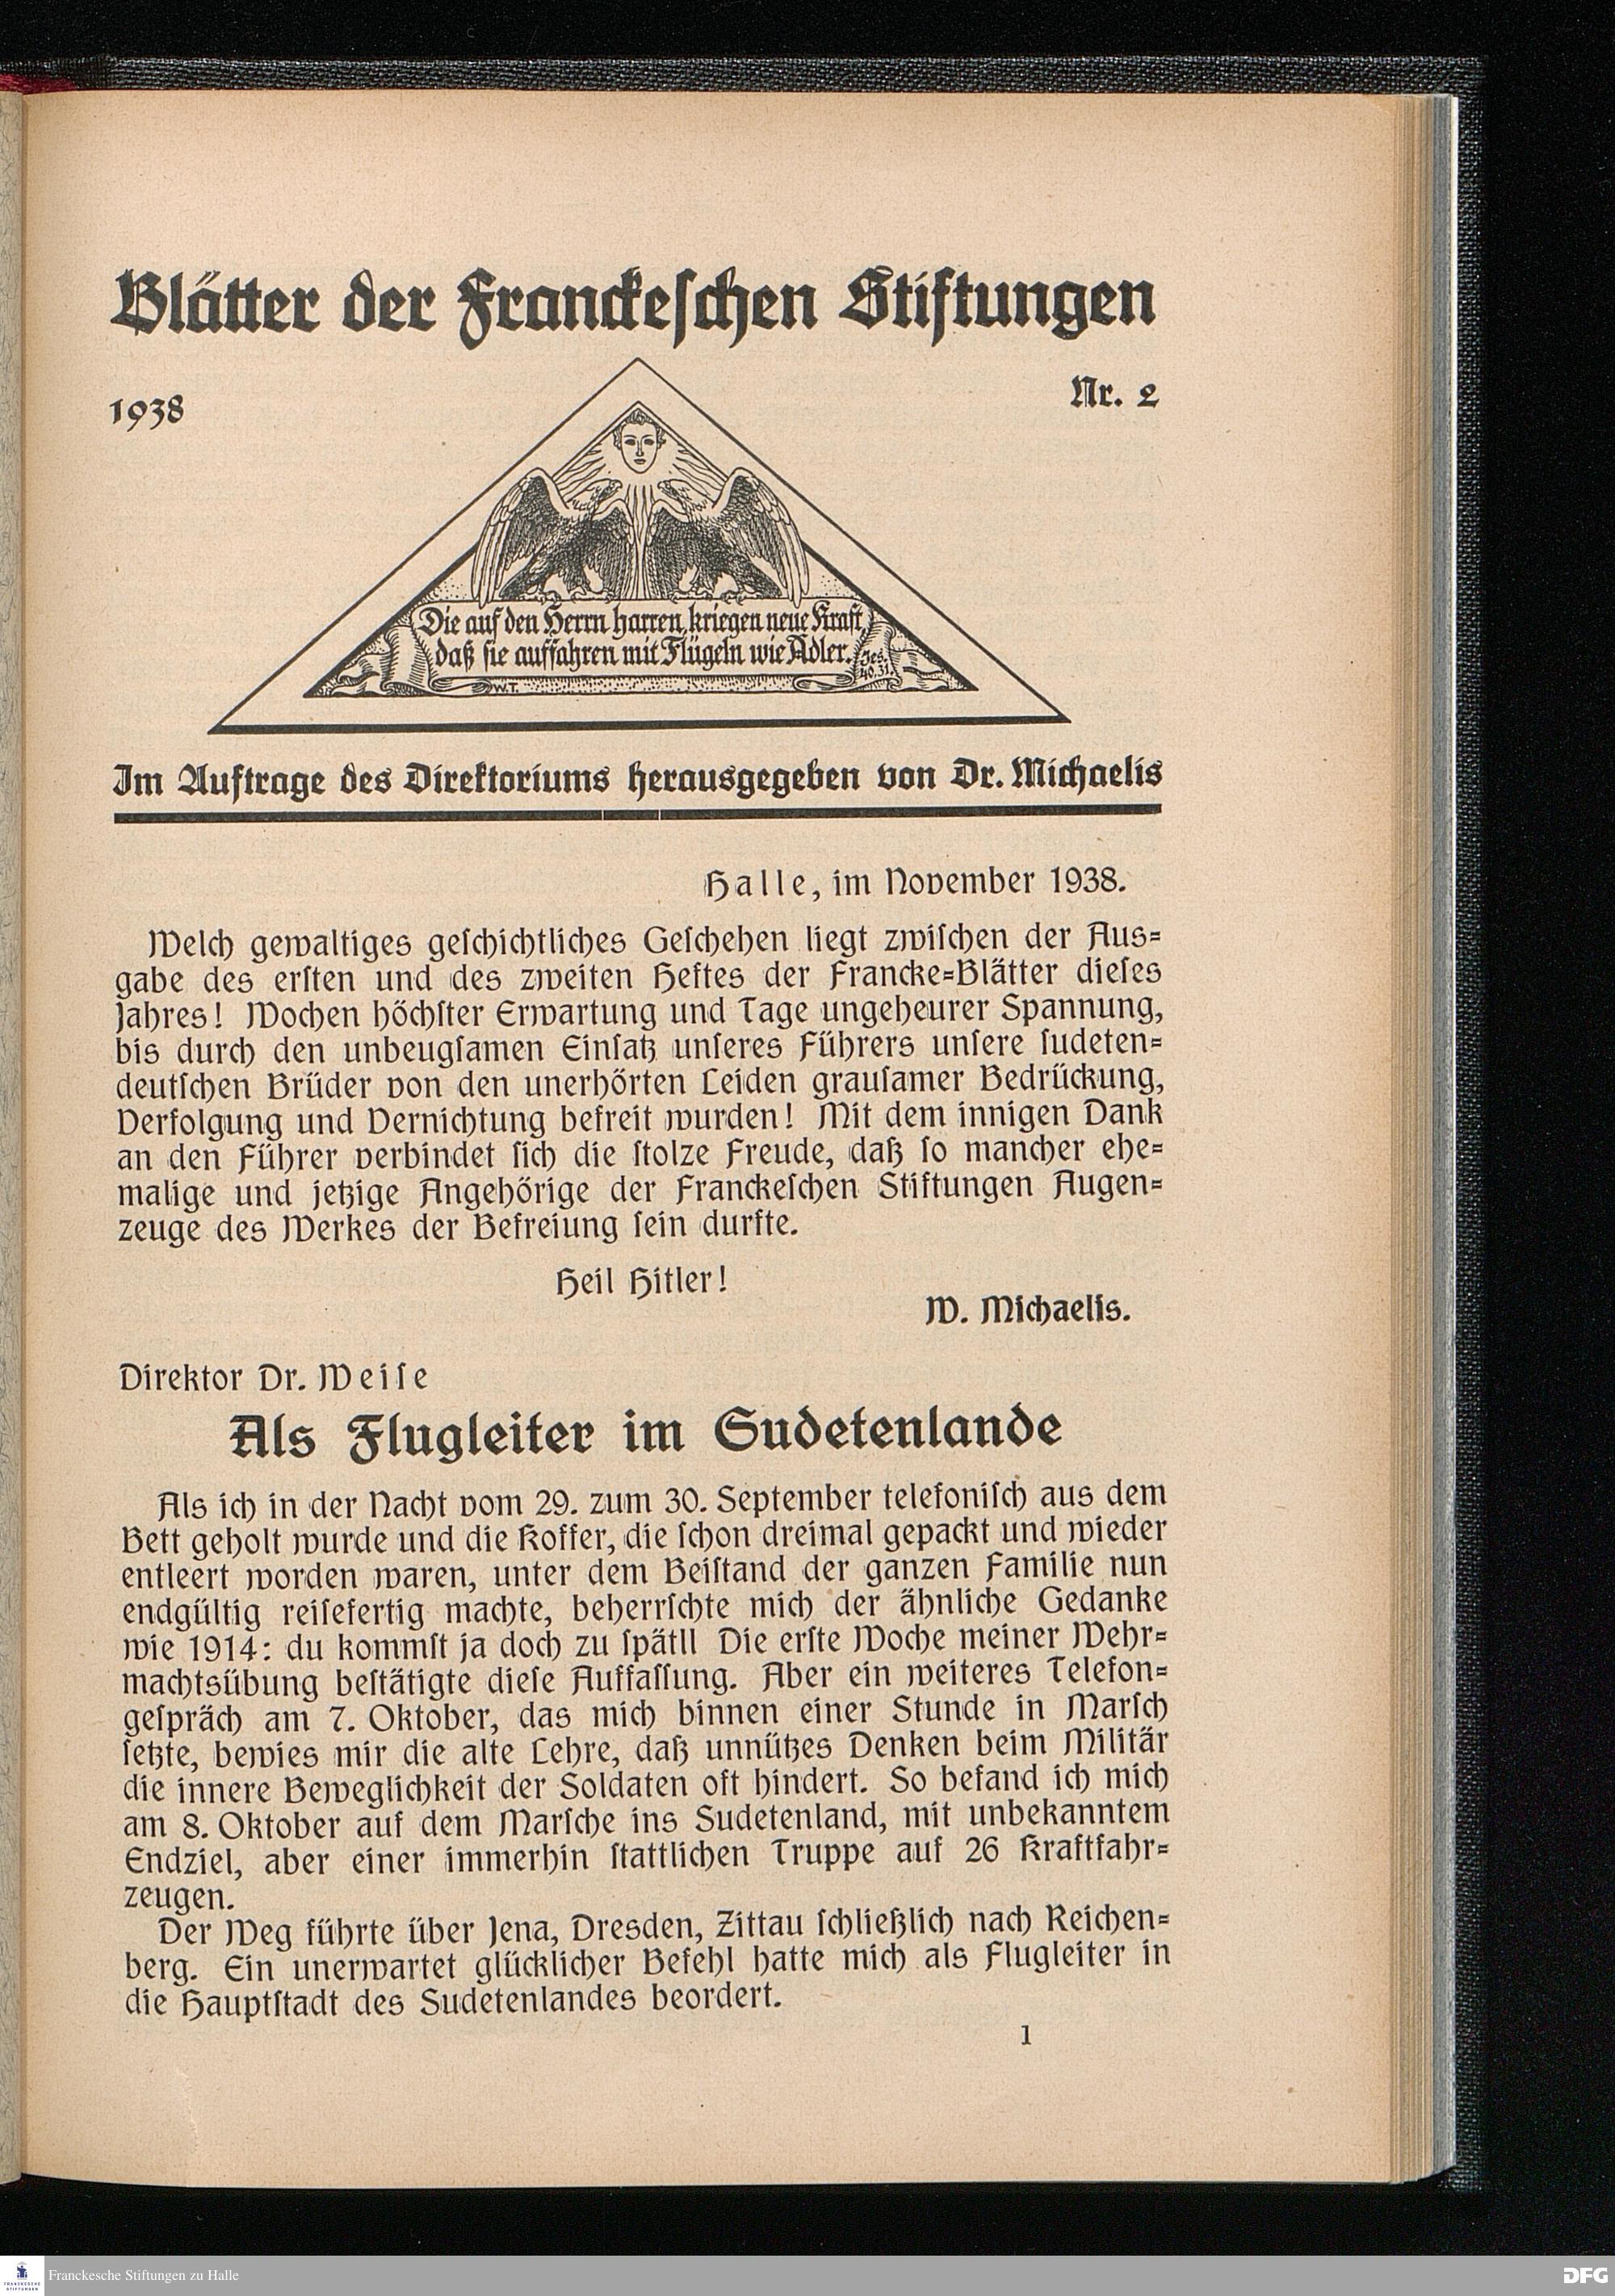 Blätter der Franckeſchen Stiftungen
1938
Nr. 2
Die auf den Herrn harren, kriegen neue Kraft,
daß ſie auffahren mit Flügeln wie Adler.
Jes.
40.31.
W.T.
Im Auftrage des Direktoriums herausgegeben von Dr. Michaelis
Halle, im November 1938.
Welch gewaltiges geſchichtliches Geſchehen liegt zwiſchen der Aus-
gabe des erſten und des zweiten Heftes der Francke-Blätter dieſes
Jahres! Wochen höchſter Erwartung und Tage ungeheurer Spannung,
bis durch den unbeugſamen Einſatz unſeres Führers unſere ſudeten-
deutſchen Brüder von den unerhörten Leiden grauſamer Bedrückung,
Verfolgung und Vernichtung befreit wurden! Mit dem innigen Dank
an den Führer verbindet ſich die ſtolze Freude, daß ſo mancher ehe-
malige und jetzige Angehörige der Franckeſchen Stiftungen Augen-
zeuge des Werkes der Befreiung ſein durfte.
Heil Hitler!
W. Michaelis.
Direktor Dr. Weiſe
Als Flugleiter im Sudetenlande
Als ich in der Nacht vom 29. zum 30. September telefoniſch aus dem
Bett geholt wurde und die Koffer, die ſchon dreimal gepackt und wieder
entleert worden waren, unter dem Beiſtand der ganzen Familie nun
endgültig reiſefertig machte, beherrſchte mich der ähnliche Gedanke
wie 1914: du kommſt ja doch zu ſpät!! Die erſte Woche meiner Wehr-
machtsübung beſtätigte dieſe Auffaſſung. Aber ein weiteres Telefon-
geſpräch am 7. Oktober, das mich binnen einer Stunde in Marſch
ſetzte, bewies mir die alte Lehre, daß unnützes Denken beim Militär
die innere Beweglichkeit der Soldaten oft hindert. So befand ich mich
am 8. Oktober auf dem Marſche ins Sudetenland, mit unbekanntem
Endziel, aber einer immerhin ſtattlichen Truppe auf 26 Kraftfahr-
zeugen.
Der Weg führte über Jena, Dresden, Zittau ſchließlich nach Reichen-
berg. Ein unerwartet glücklicher Befehl hatte mich als Flugleiter in
die Hauptſtadt des Sudetenlandes beordert.
1
FRANCKESCHE
STIFTUNGEN
Franckesche Stiftungen zu Halle
DFG